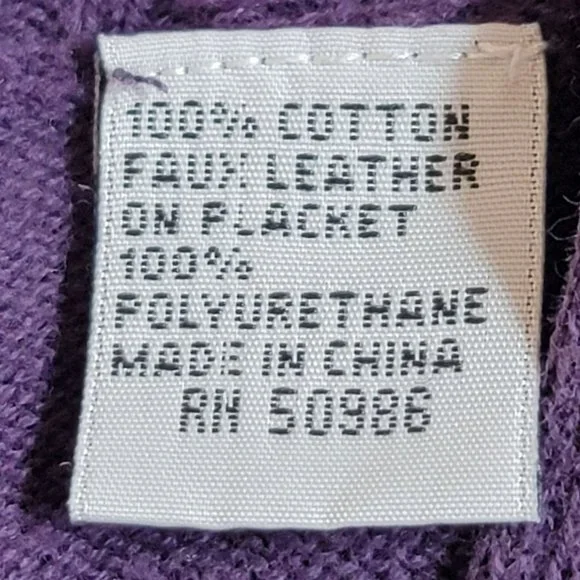 100% COTTON
FAUX LEATHER
ON PLACKET
100%
POLYURETHANE
MADE IN CHINA
RN 50986